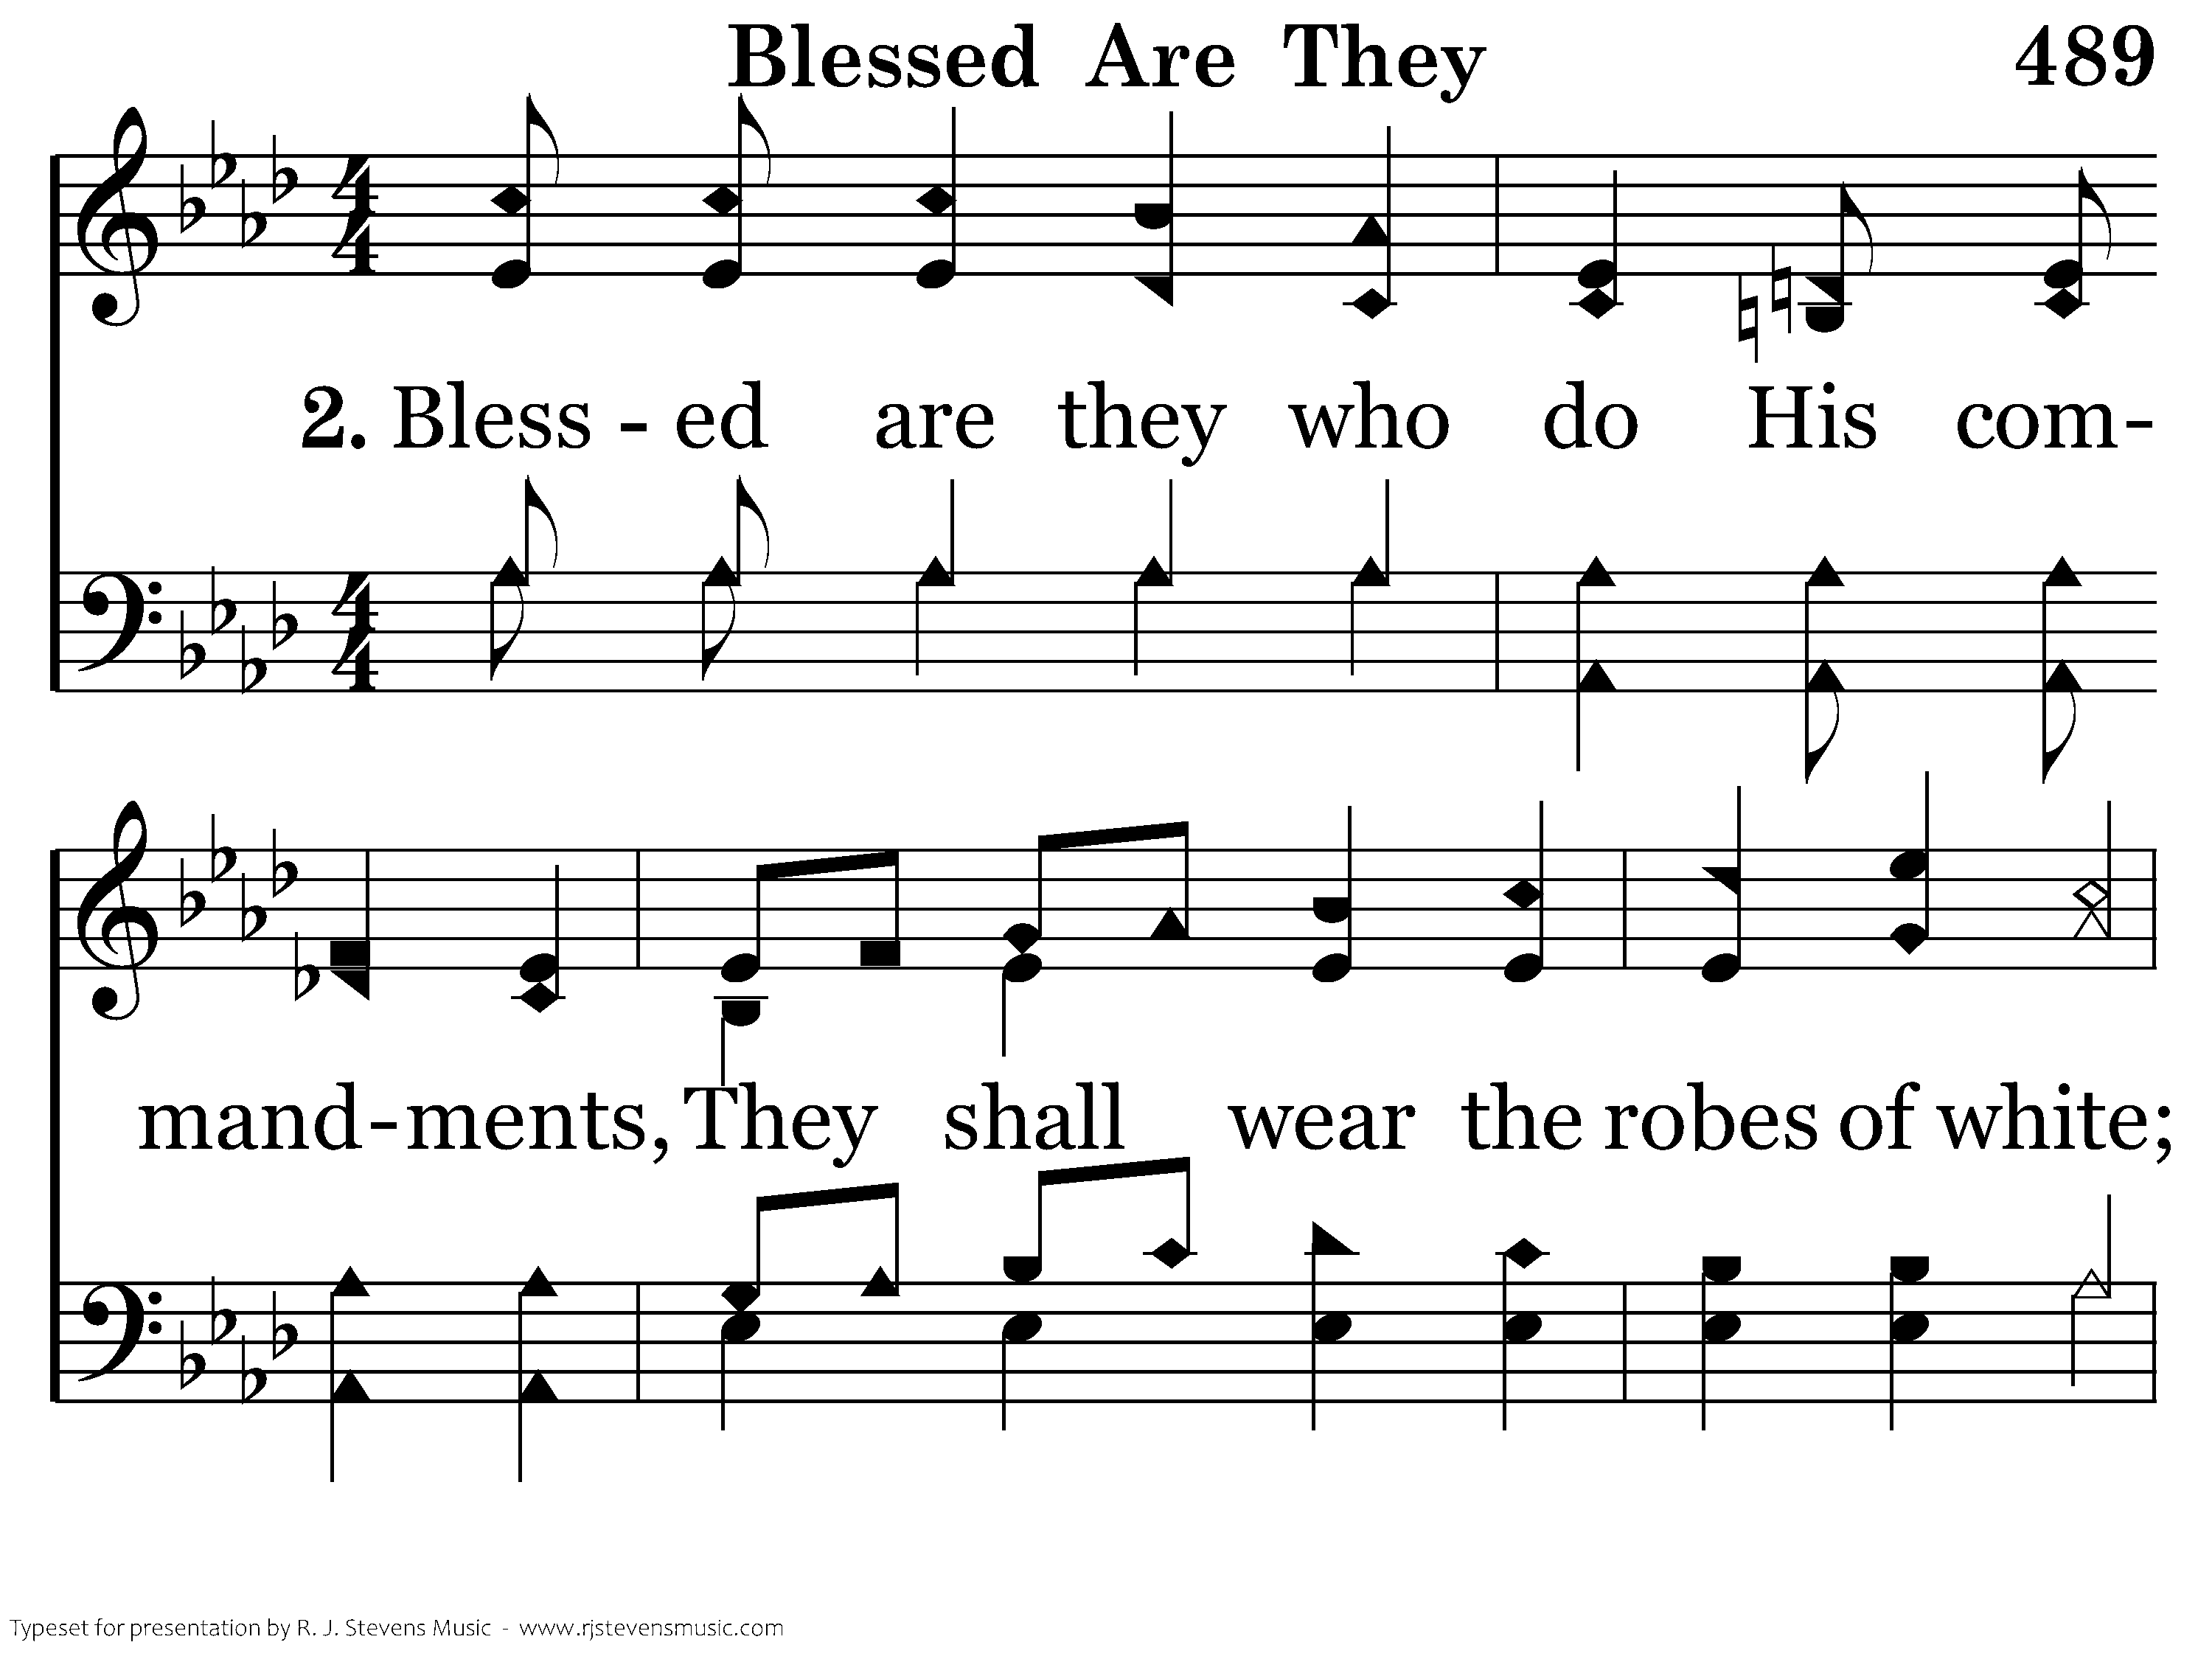 Blessed Are They 489
2. Bless - ed are they who do His com-
mand-ments, They shall wear the robes of white;
Typeset for presentation by R. J. Stevens Music - www.rjstevensmusic.com